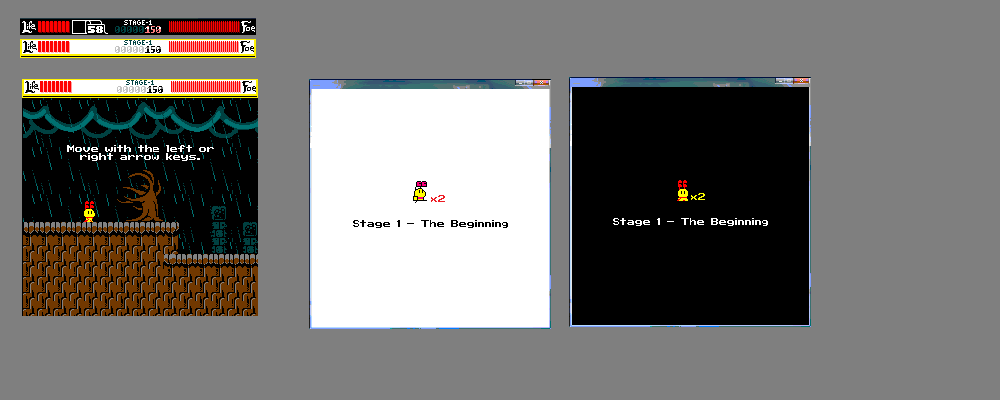 Life 58 STAGE-1 Foe
00000150
Life STAGE-1 Foe
00000150
Life STAGE-1 Foe
00000150
Move with the left or
right arrow keys.
x2
Stage 1 - The Beginning
x2
Stage 1 - The Beginning